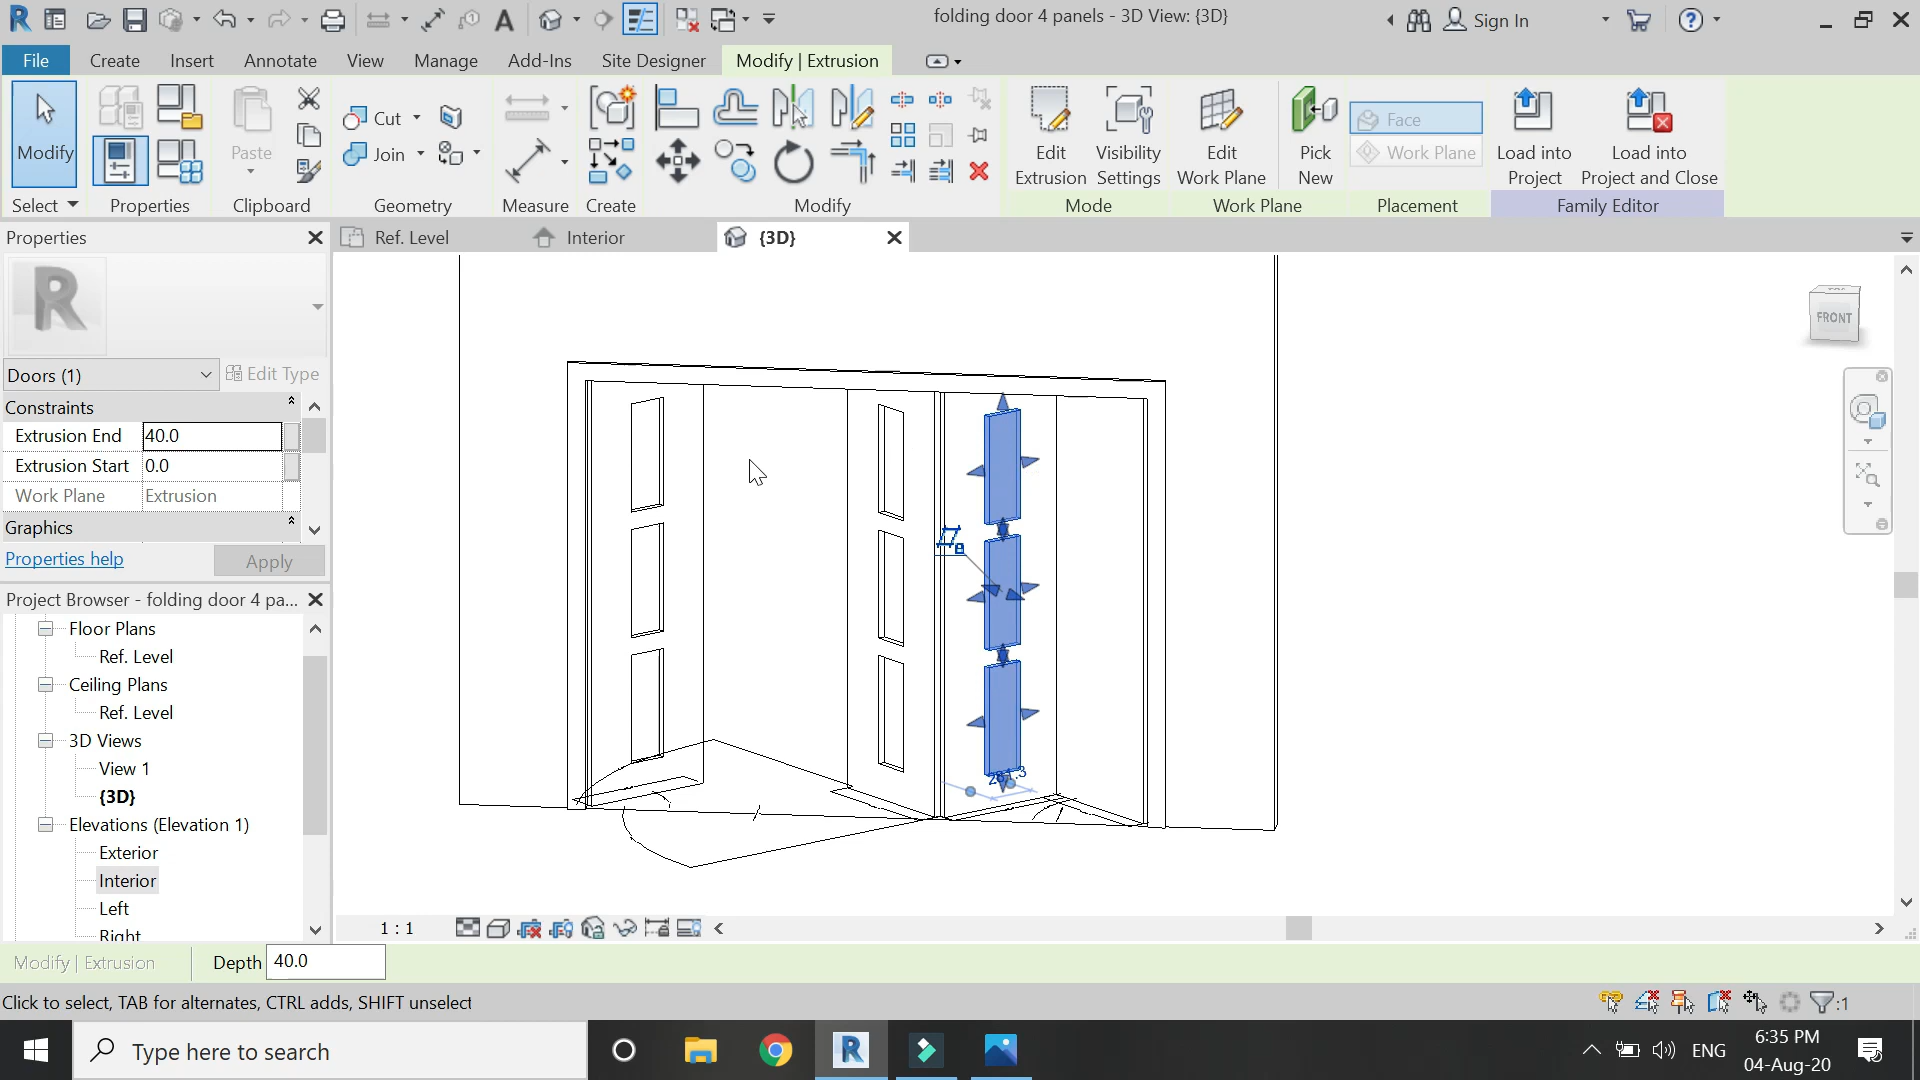 folding door 4 panels - 3D View: {3D}
Sign In
File
Create
Insert
Annotate
View
Manage
Add-Ins
Site Designer
Modify | Extrusion
Modify
Paste
Cut
Join
Edit
Extrusion
Visibility
Settings
Edit
Work Plane
Pick
New
Face
Work Plane
Load into
Project
Load into
Project and Close
Select
Properties
Clipboard
Geometry
Measure
Create
Modify
Mode
Work Plane
Placement
Family Editor
Properties
Ref. Level
Interior
{3D}
R
FRONT
Doors (1)
Edit Type
Constraints
Extrusion End 40.0
Extrusion Start 0.0
Work Plane Extrusion
Graphics
Properties help
Apply
Project Browser - folding door 4 pa...
Floor Plans
Ref. Level
Ceiling Plans
Ref. Level
3D Views
View 1
{3D}
Elevations (Elevation 1)
Exterior
Interior
Left
Right
1 : 1
Modify | Extrusion
Depth 40.0
Click to select, TAB for alternates, CTRL adds, SHIFT unselect
:1
Type here to search
ENG
6:35 PM
04-Aug-20